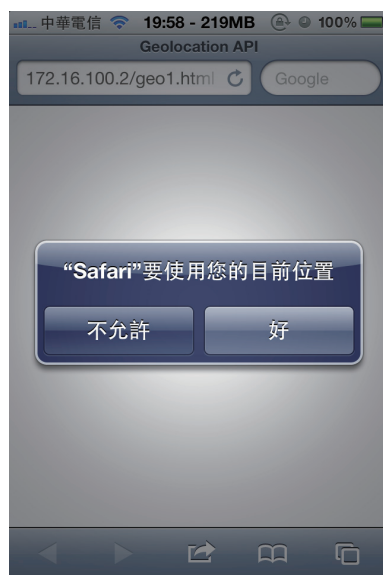 中華電信 19:58 - 219MB 100%
Geolocation API
172.16.100.2/geo1.html Google
“Safari”要使用您的目前位置
不允許 好